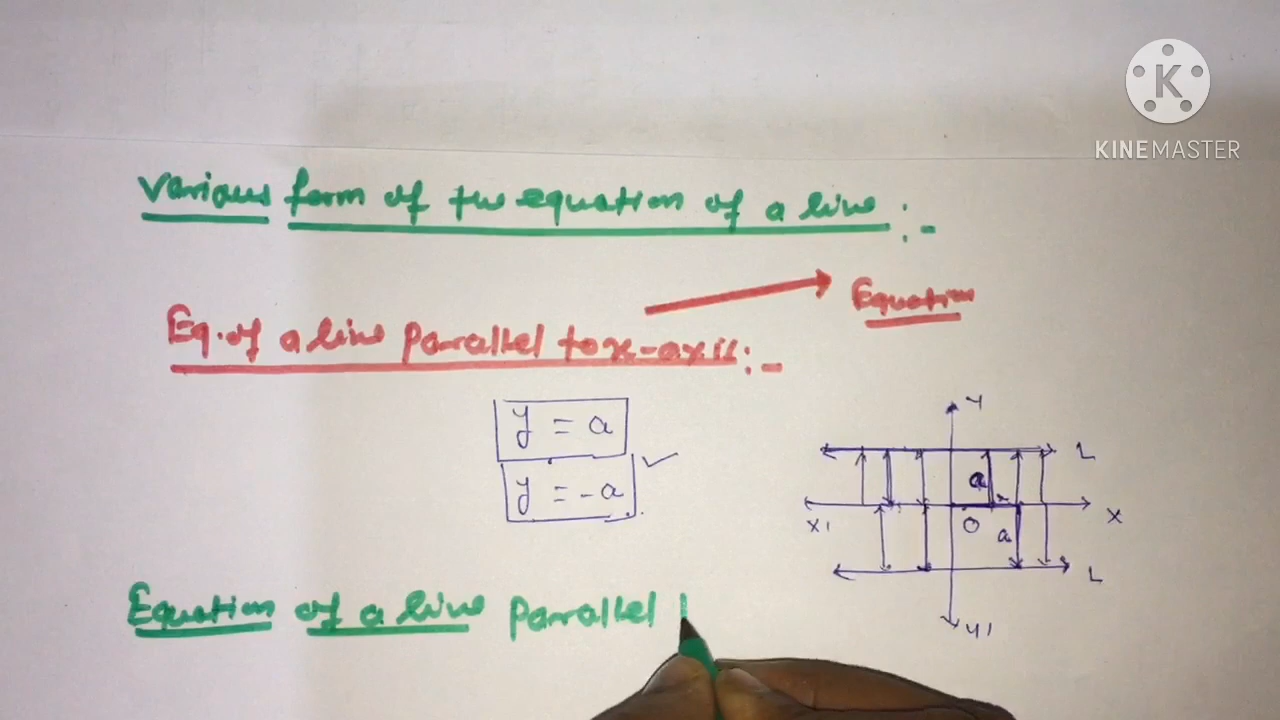 K
KINEMASTER
Various form of the equation of a line :-
Equation
Eq. of a line Parallel to x-axis:-
y = a
y = -a
Y
L
a
X1 O X
a
L
Y1
Equation of a line Parallel